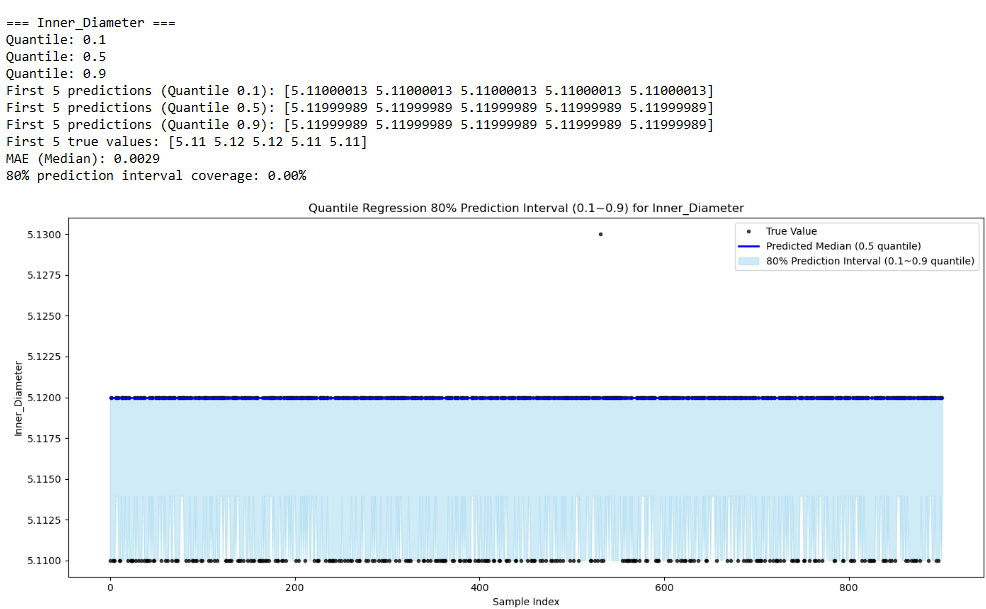 === Inner_Diameter ===
Quantile: 0.1
Quantile: 0.5
Quantile: 0.9
First 5 predictions (Quantile 0.1): [5.11000013 5.11000013 5.11000013 5.11000013 5.11000013]
First 5 predictions (Quantile 0.5): [5.11999989 5.11999989 5.11999989 5.11999989 5.11999989]
First 5 predictions (Quantile 0.9): [5.11999989 5.11999989 5.11999989 5.11999989 5.11999989]
First 5 true values: [5.11 5.12 5.12 5.11 5.11]
MAE (Median): 0.0029
80% prediction interval coverage: 0.00%
Quantile Regression 80% Prediction Interval (0.1~0.9) for Inner_Diameter
True Value
Predicted Median (0.5 quantile)
80% Prediction Interval (0.1~0.9 quantile)
5.1300
5.1275
5.1250
5.1225
5.1200
5.1175
5.1150
5.1125
5.1100
Inner_Diameter
0
200
400
600
800
Sample Index